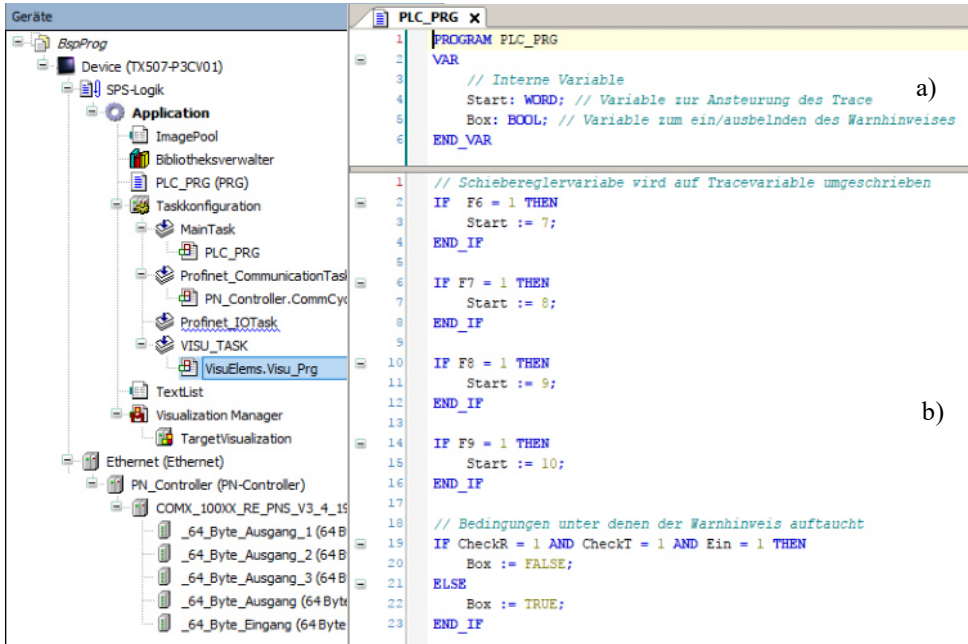 Geräte
BspProg
Device (TX507-P3CV01)
SPS-Logik
Application
ImagePool
Bibliotheksverwalter
PLC_PRG (PRG)
Taskkonfiguration
MainTask
PLC_PRG
Profinet_CommunicationTask
PN_Controller.CommCyc
Profinet_IOTask
VISU_TASK
VisuElems.Visu_Prg
TextList
Visualization Manager
TargetVisualization
Ethernet (Ethernet)
PN_Controller (PN-Controller)
COMX_100XX_RE_PNS_V3_4_19
_64_Byte_Ausgang_1 (64 B
_64_Byte_Ausgang_2 (64 B
_64_Byte_Ausgang_3 (64 B
_64_Byte_Ausgang (64 Byte
_64_Byte_Eingang (64 Byte
PLC_PRG X
1 PROGRAM PLC_PRG
2 VAR
3 // Interne Variable
a)
4 Start: WORD; // Variable zur Ansteurung des Trace
5 Box: BOOL; // Variable zum ein/ausbelnden des Warnhinweises
6 END_VAR
1 // Schiebereglervariabe wird auf Tracevariable umgeschrieben
2 IF F6 = 1 THEN
3 Start := 7;
4 END_IF
5
6 IF F7 = 1 THEN
7 Start := 8;
8 END_IF
9
10 IF F8 = 1 THEN
11 Start := 9;
12 END_IF
b)
13
14 IF F9 = 1 THEN
15 Start := 10;
16 END_IF
17
18 // Bedingungen unter denen der Warnhinweis auftaucht
19 IF CheckR = 1 AND CheckT = 1 AND Ein = 1 THEN
20 Box := FALSE;
21 ELSE
22 Box := TRUE;
23 END_IF